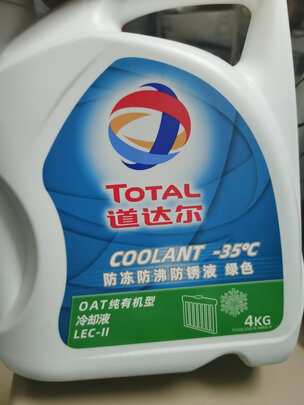 TOTAL
道达尔
COOLANT -35℃
防冻防沸防锈液 绿色
OAT纯有机型
冷却液
LEC-II
4KG